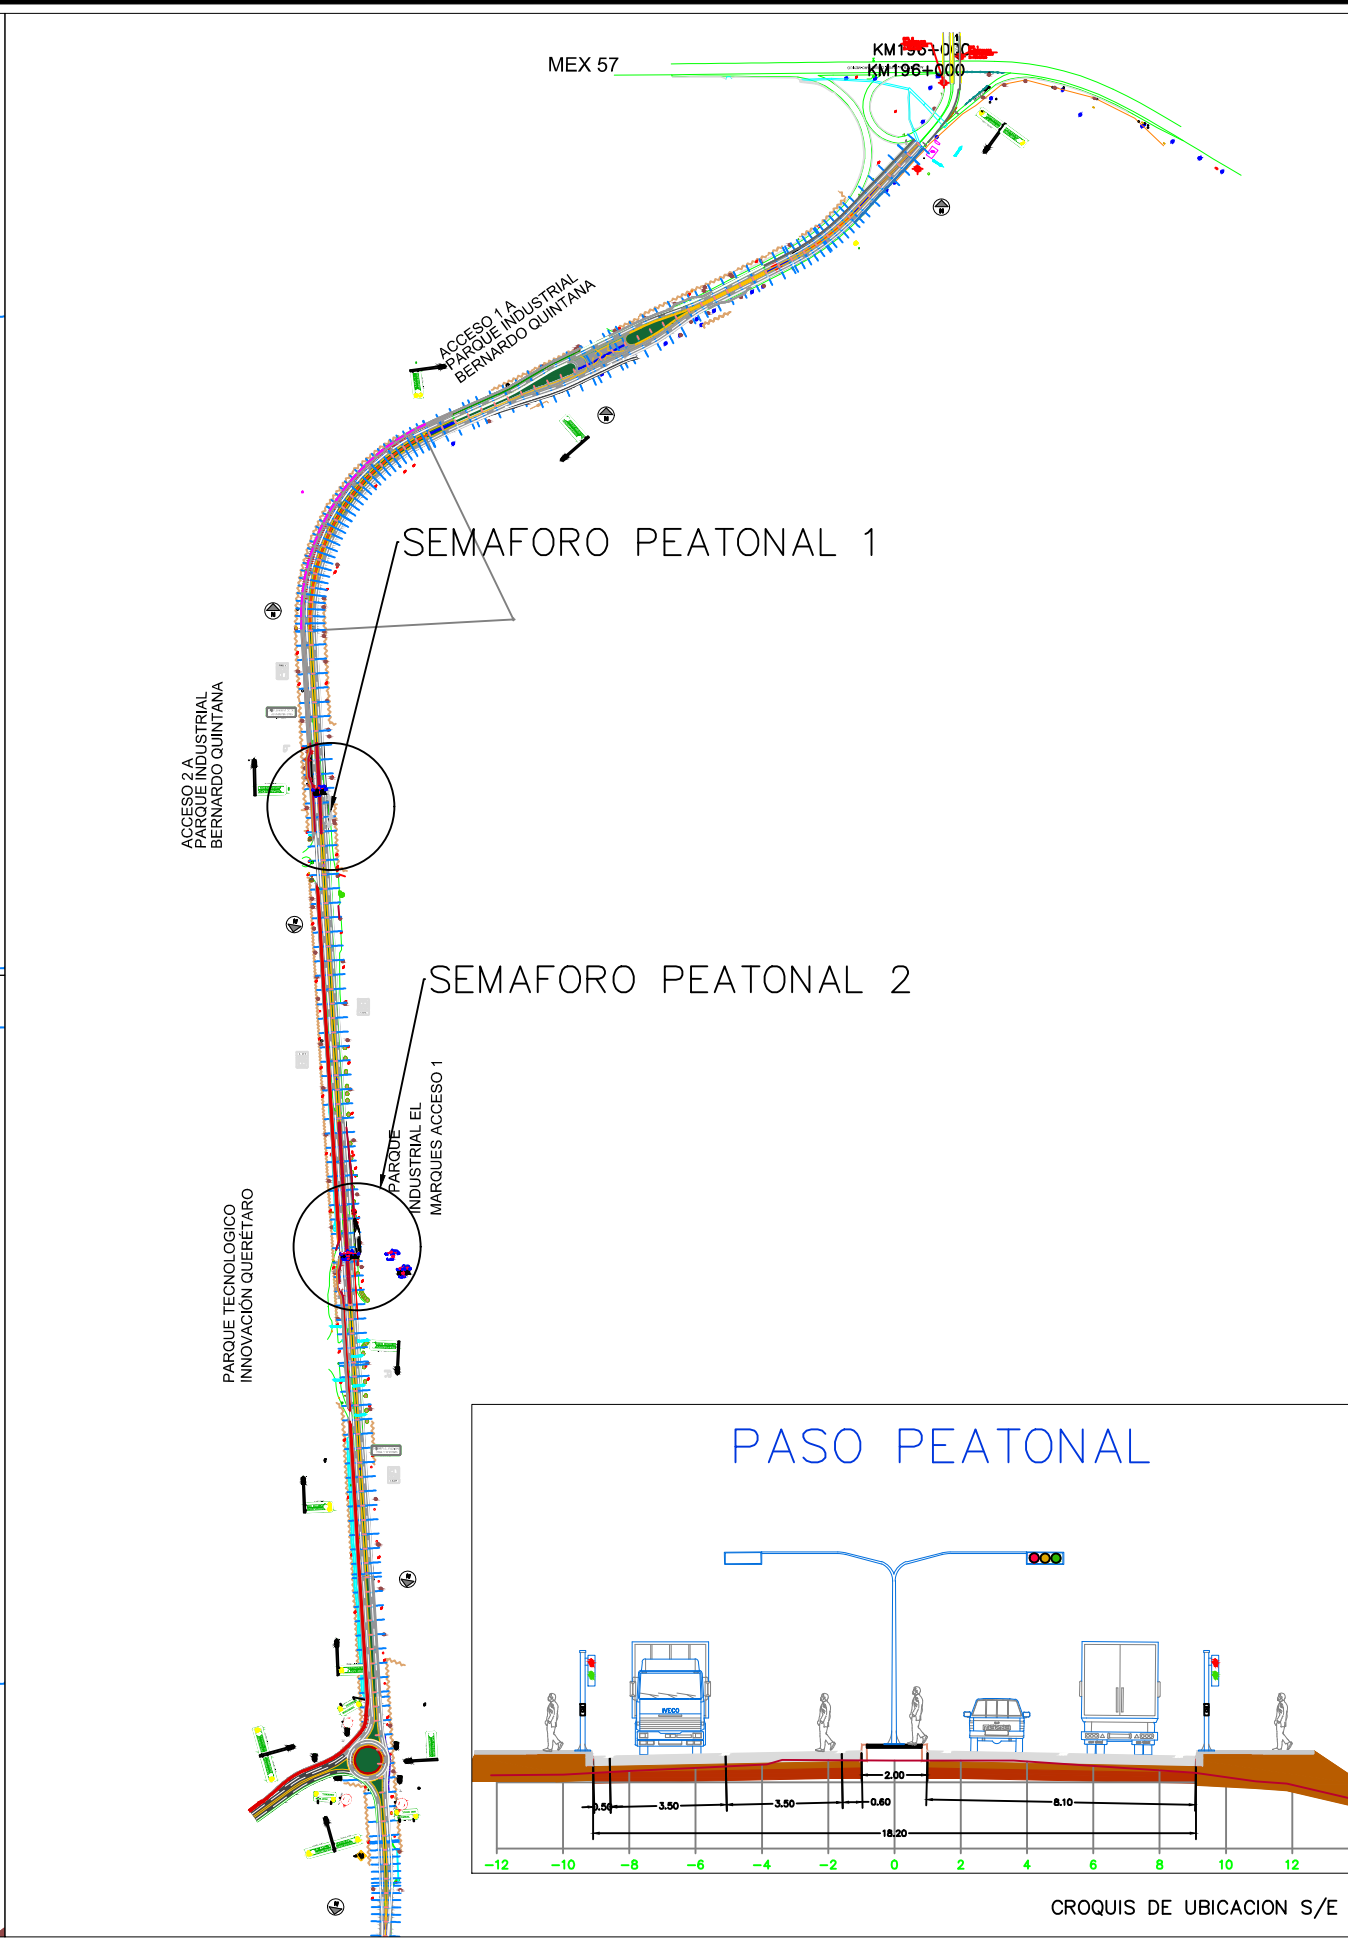 MEX 57
KM196+000
KM196+000
ACCESO 1 A
PARQUE INDUSTRIAL
BERNARDO QUINTANA
SEMAFORO PEATONAL 1
ACCESO 2 A
PARQUE INDUSTRIAL
BERNARDO QUINTANA
SEMAFORO PEATONAL 2
PARQUE
INDUSTRIAL EL
MARQUES ACCESO 1
PARQUE TECNOLOGICO
INNOVACIÓN QUERÉTARO
PASO PEATONAL
IVECO
2.00
0.50
3.50
3.50
0.60
8.10
18.20
-12 -10 -8 -6 -4 -2 0 2 4 6 8 10 12
CROQUIS DE UBICACION S/E